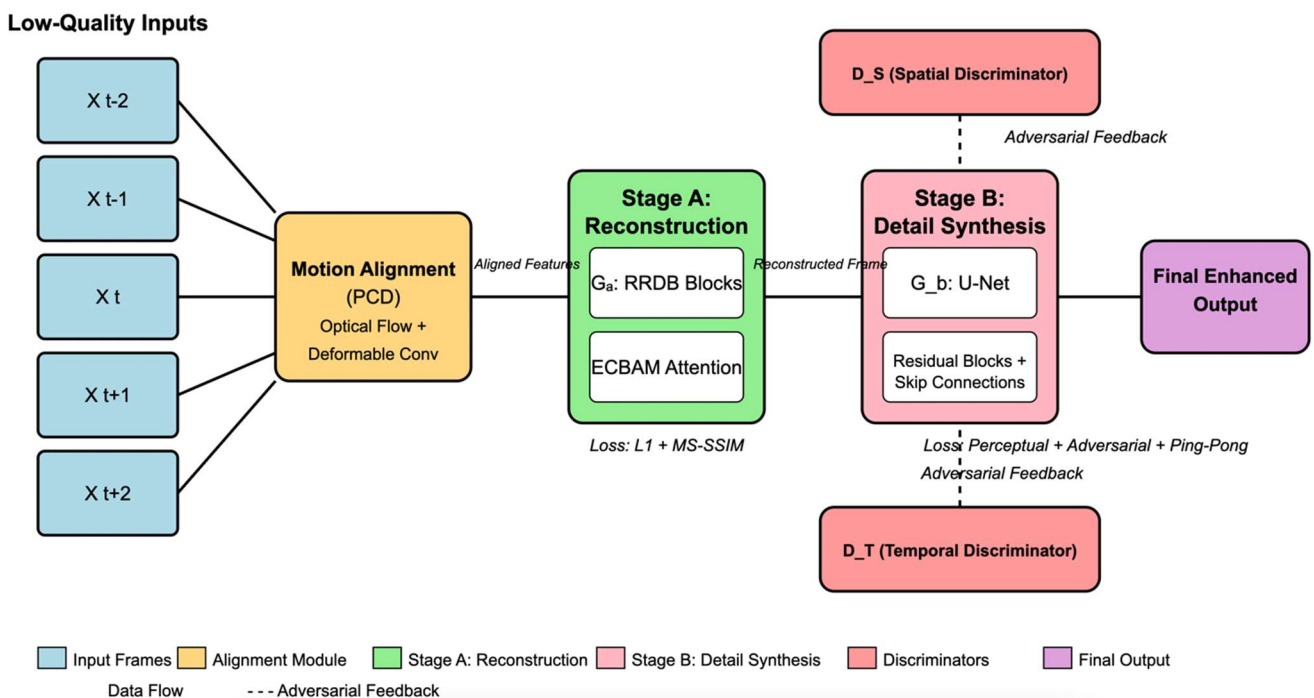 Low-Quality Inputs
X t-2
X t-1
X t
X t+1
X t+2
Motion Alignment
(PCD)
Optical Flow +
Deformable Conv
Aligned Features
Stage A:
Reconstruction
Gₐ: RRDB Blocks
ECBAM Attention
Loss: L1 + MS-SSIM
Reconstructed Frame
D_S (Spatial Discriminator)
Adversarial Feedback
Stage B:
Detail Synthesis
G_b: U-Net
Residual Blocks +
Skip Connections
Loss: Perceptual + Adversarial + Ping-Pong
Adversarial Feedback
D_T (Temporal Discriminator)
Final Enhanced
Output
Input Frames
Alignment Module
Stage A: Reconstruction
Stage B: Detail Synthesis
Discriminators
Final Output
Data Flow
--- Adversarial Feedback